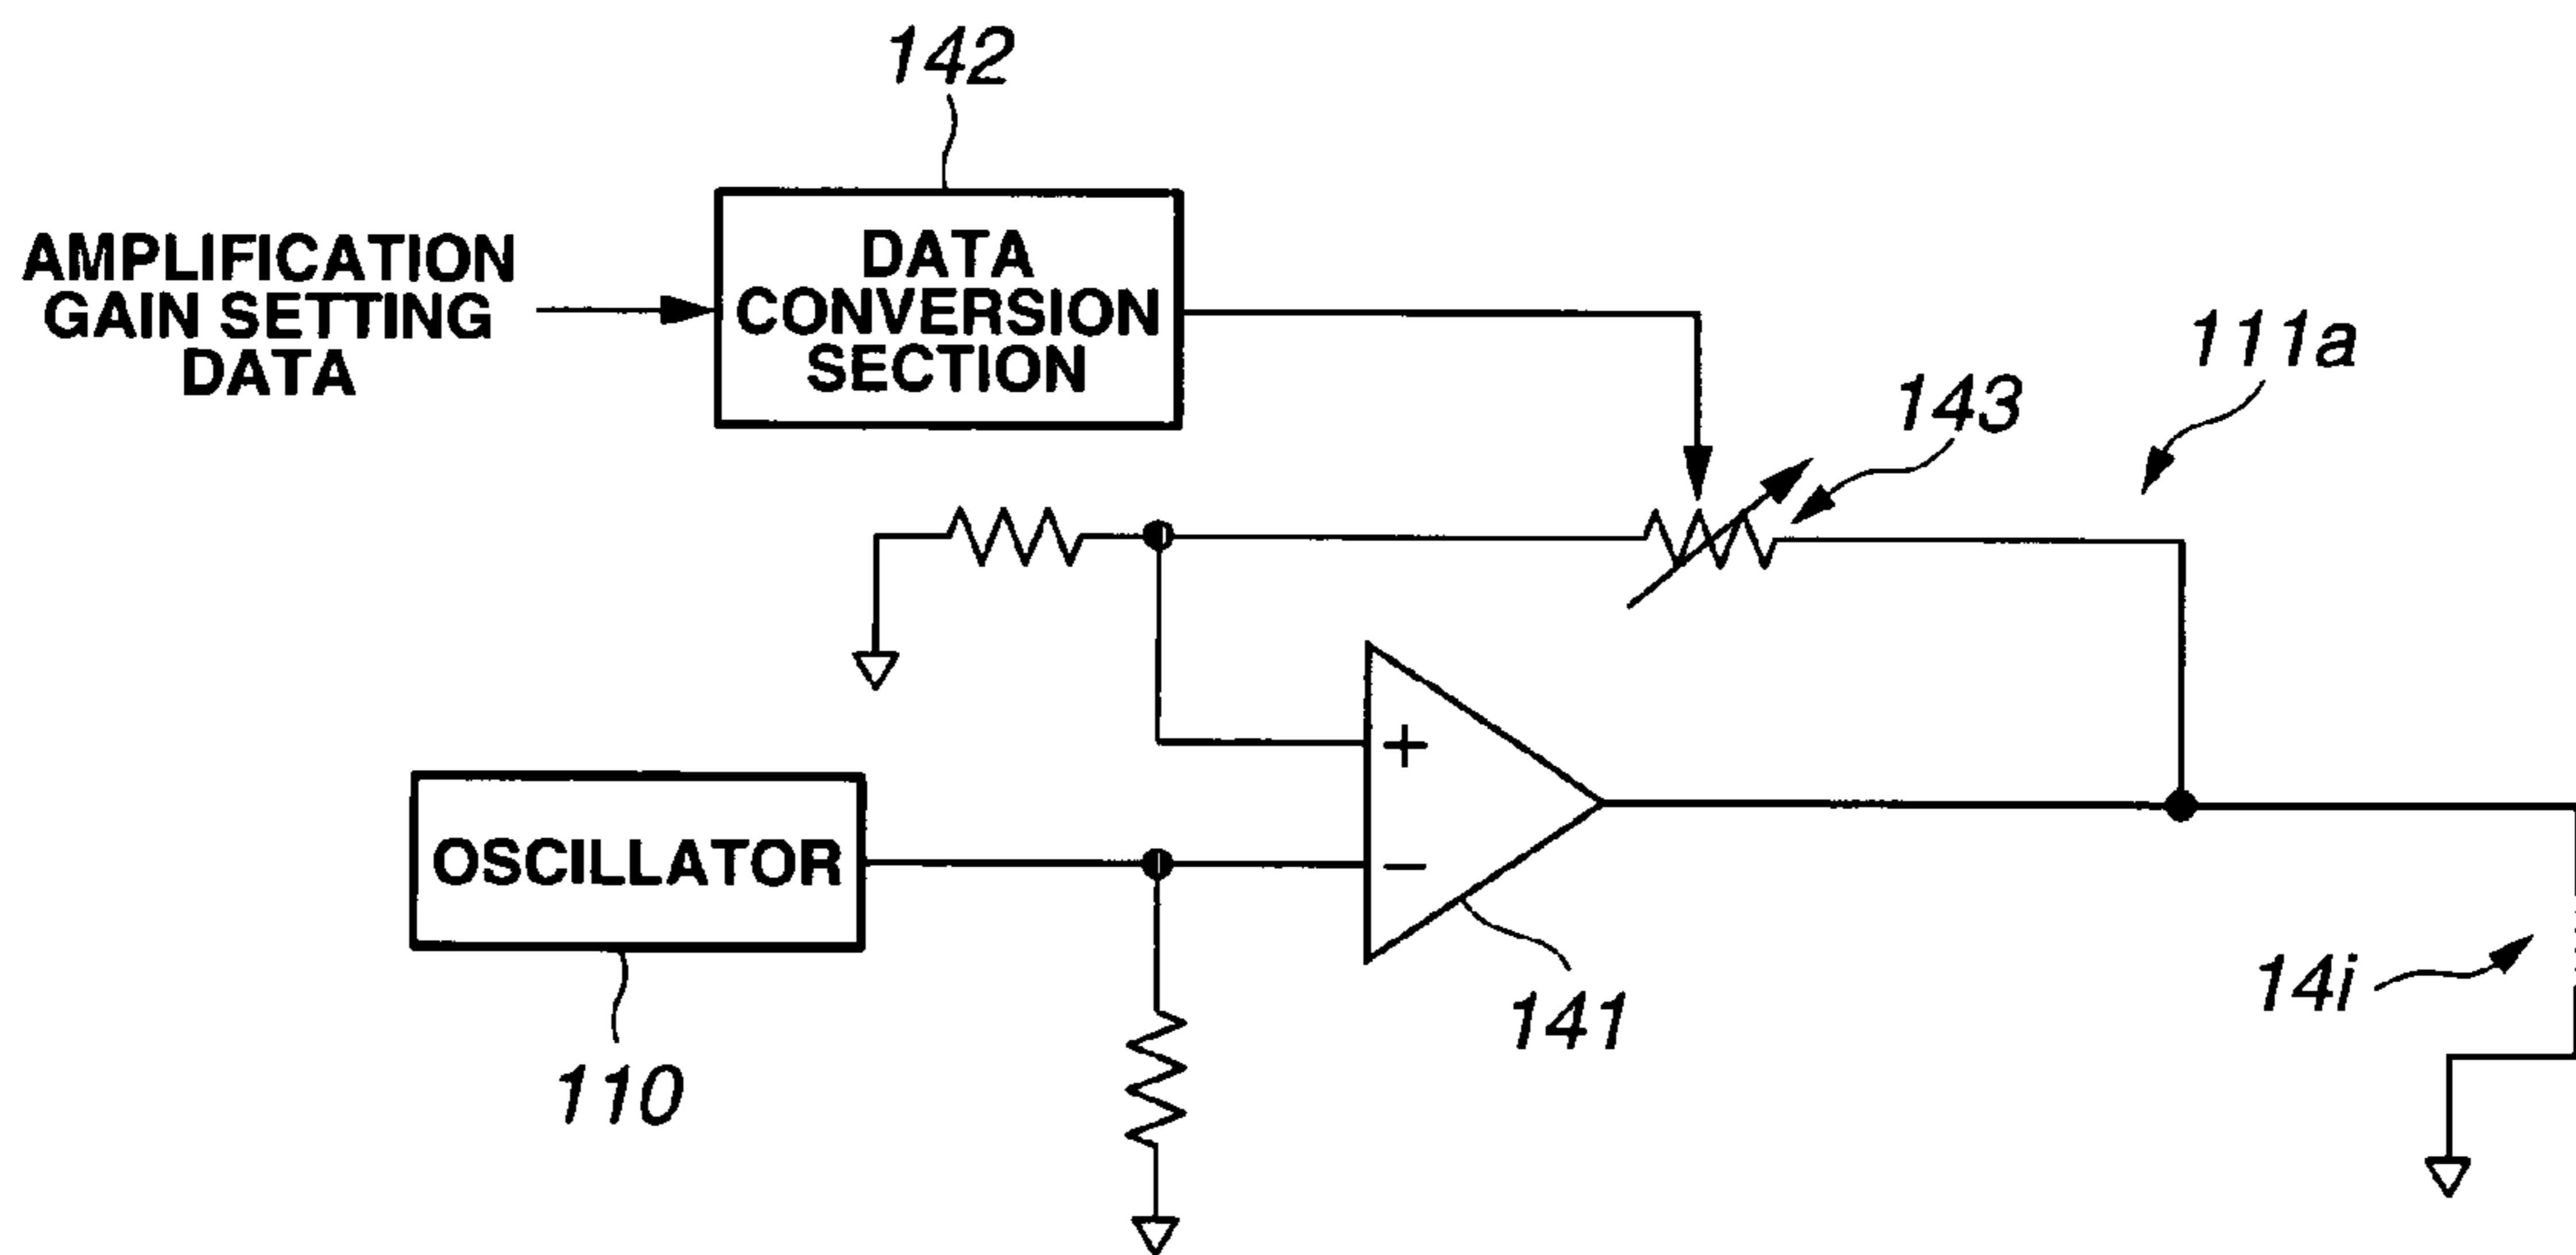 142
AMPLIFICATION
GAIN SETTING
DATA
DATA
CONVERSION
SECTION
111a
143
+
OSCILLATOR
−
14i
141
110